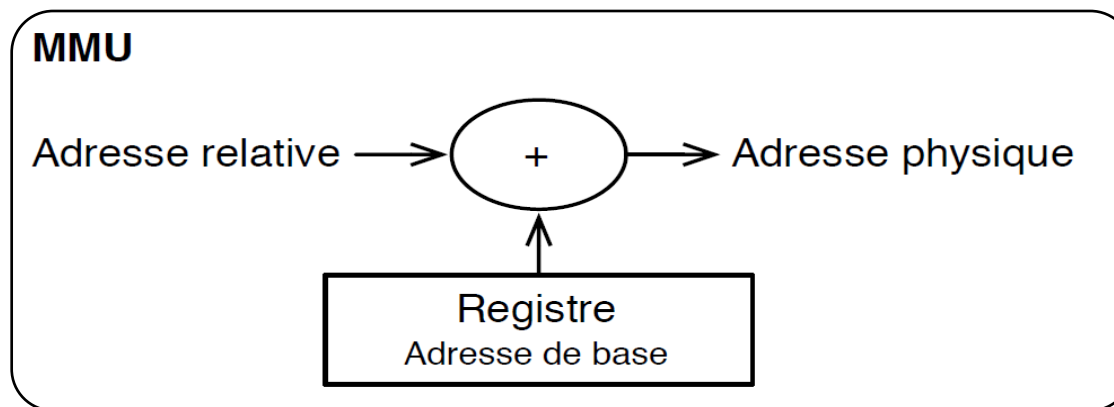 MMU
Adresse relative
+
Adresse physique
Registre
Adresse de base